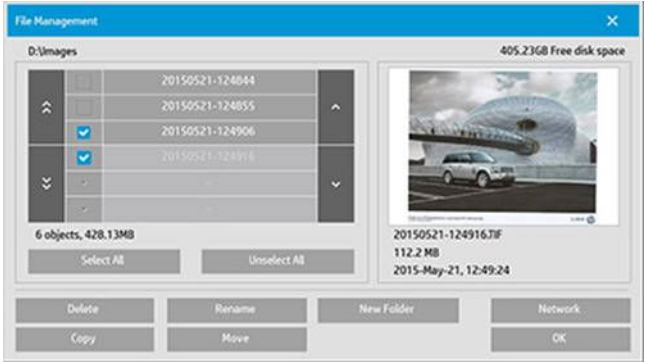 File Management
D:\Images
405.23GB Free disk space
20150521-124844
20150521-124855
20150521-124906
20150521-124916
6 objects, 428.13MB
Select All
Unselect All
20150521-124916.TIF
112.2 MB
2015-May-21, 12:49:24
Delete
Rename
New Folder
Network
Copy
Move
OK